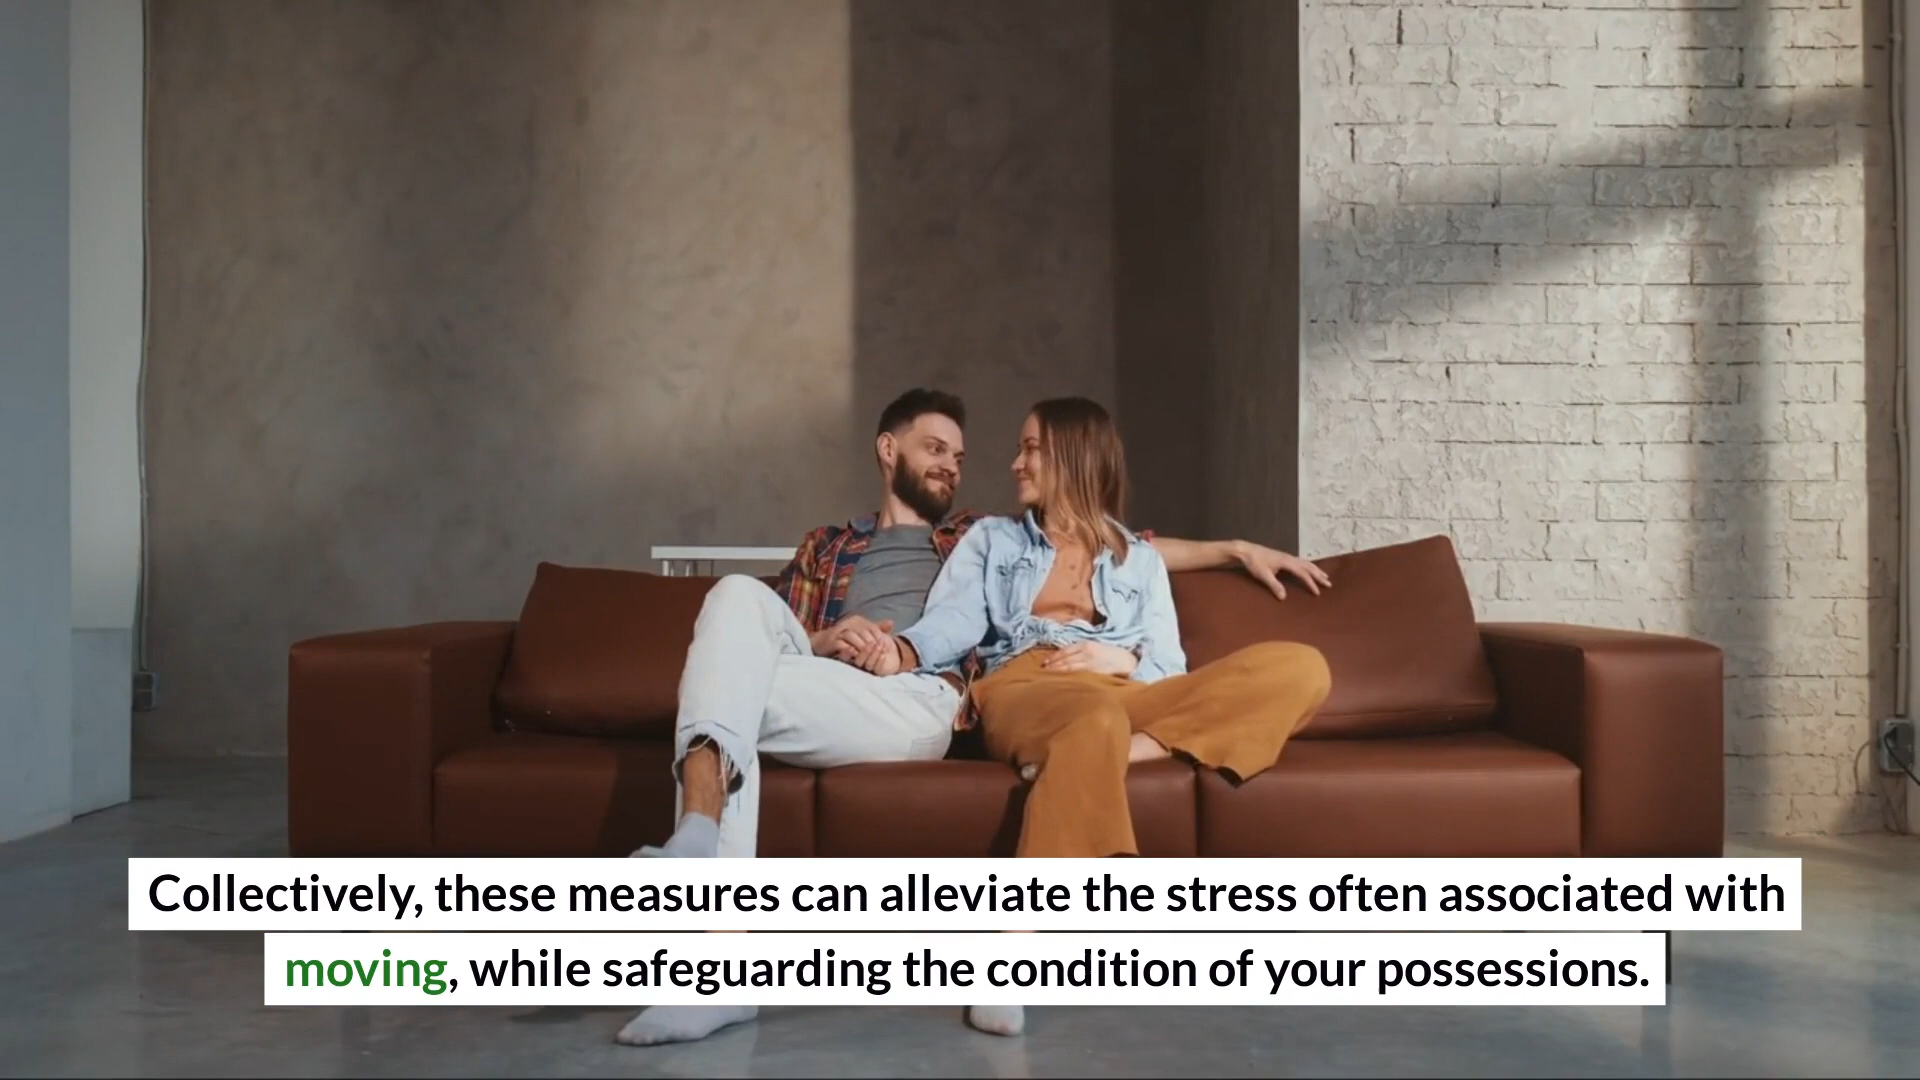 Collectively, these measures can alleviate the stress often associated with
moving, while safeguarding the condition of your possessions.